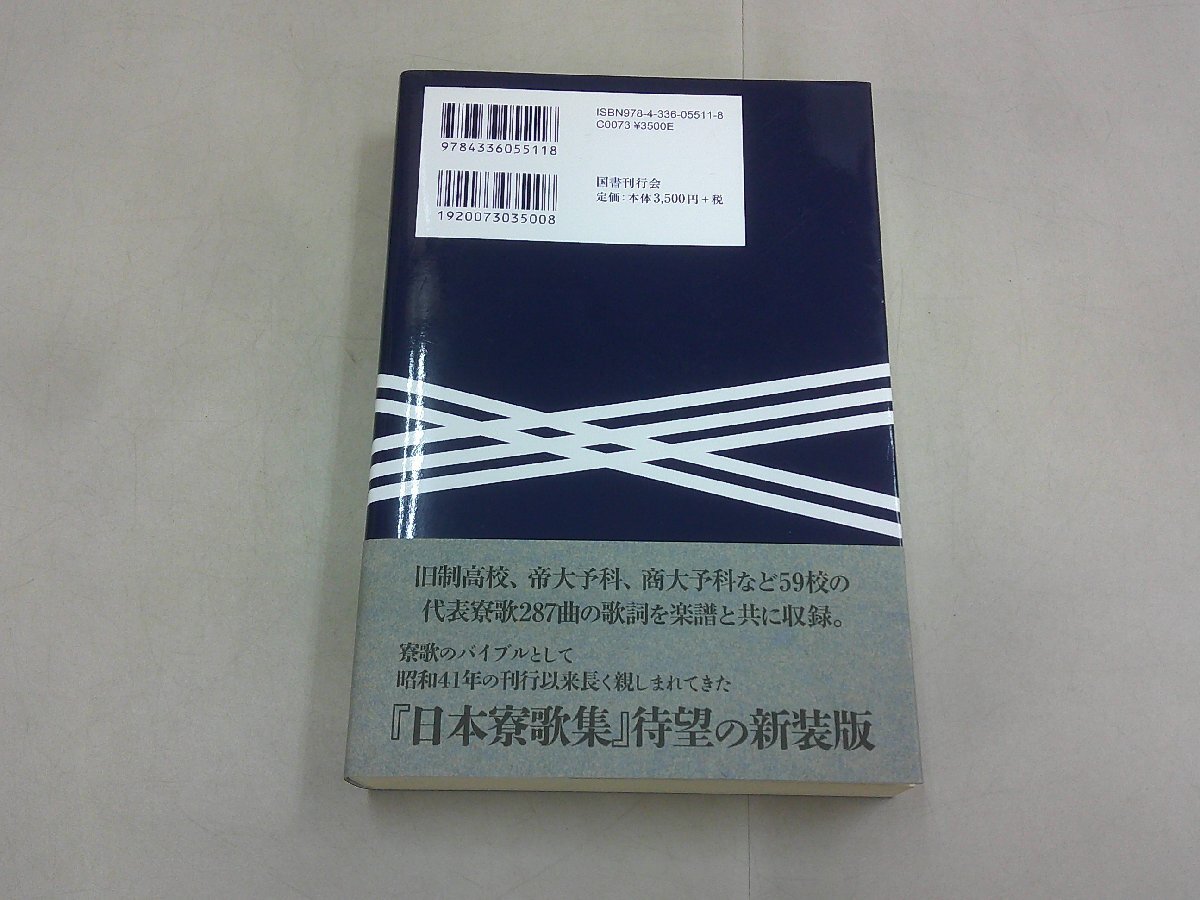 ISBN978-4-336-05511-8
C0073 ¥3500E
9784336055118
国書刊行会
定価:本体3,500円+税
1920073035008
旧制高校、帝大予科、商大予科など59校の
代表寮歌287曲の歌詞を楽譜と共に収録。
寮歌のバイブルとして
昭和41年の刊行以来長く親しまれてきた
『日本寮歌集』待望の新装版